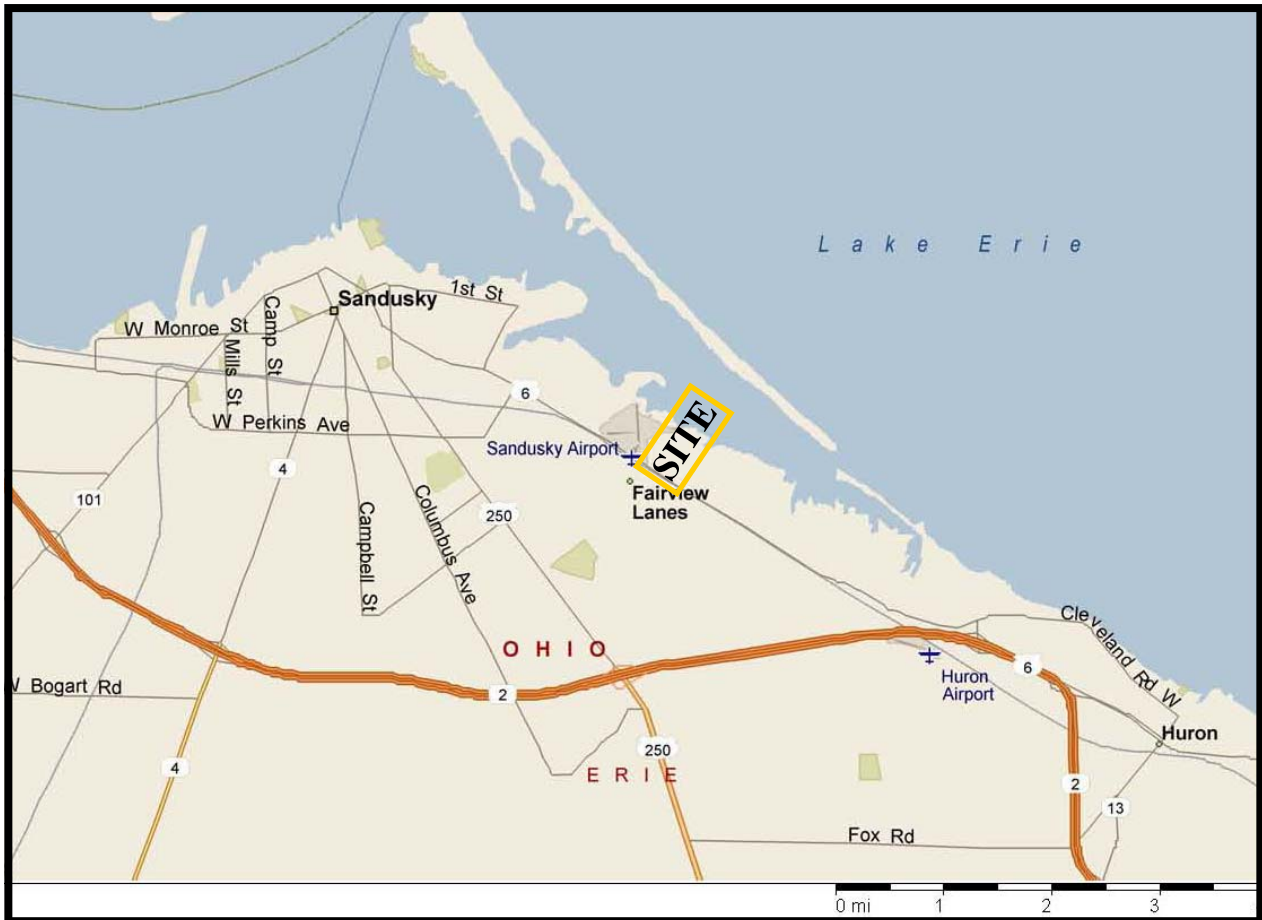 Lake Erie
1st St
Sandusky
W Monroe St
Camp St
Mills St
6
SITE
W Perkins Ave
Sandusky Airport
4
Fairview
Lanes
101
Campbell St
Columbus Ave
250
Cleveland Rd W
OHIO
6
W Bogart Rd
2
Huron
Airport
Huron
250
4
ERIE
2
13
Fox Rd
0 mi 1 2 3